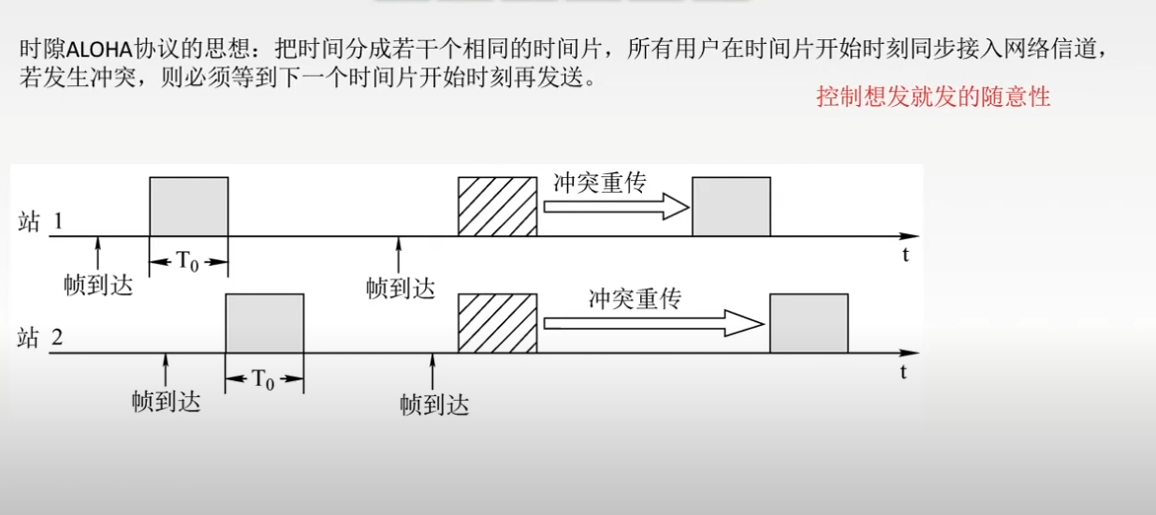 时隙ALOHA协议的思想：把时间分成若干个相同的时间片，所有用户在时间片开始时刻同步接入网络信道，
若发生冲突，则必须等到下一个时间片开始时刻再发送。
控制想发就发的随意性
冲突重传
站 1
T₀
t
帧到达
帧到达
冲突重传
站 2
T₀
t
帧到达
帧到达